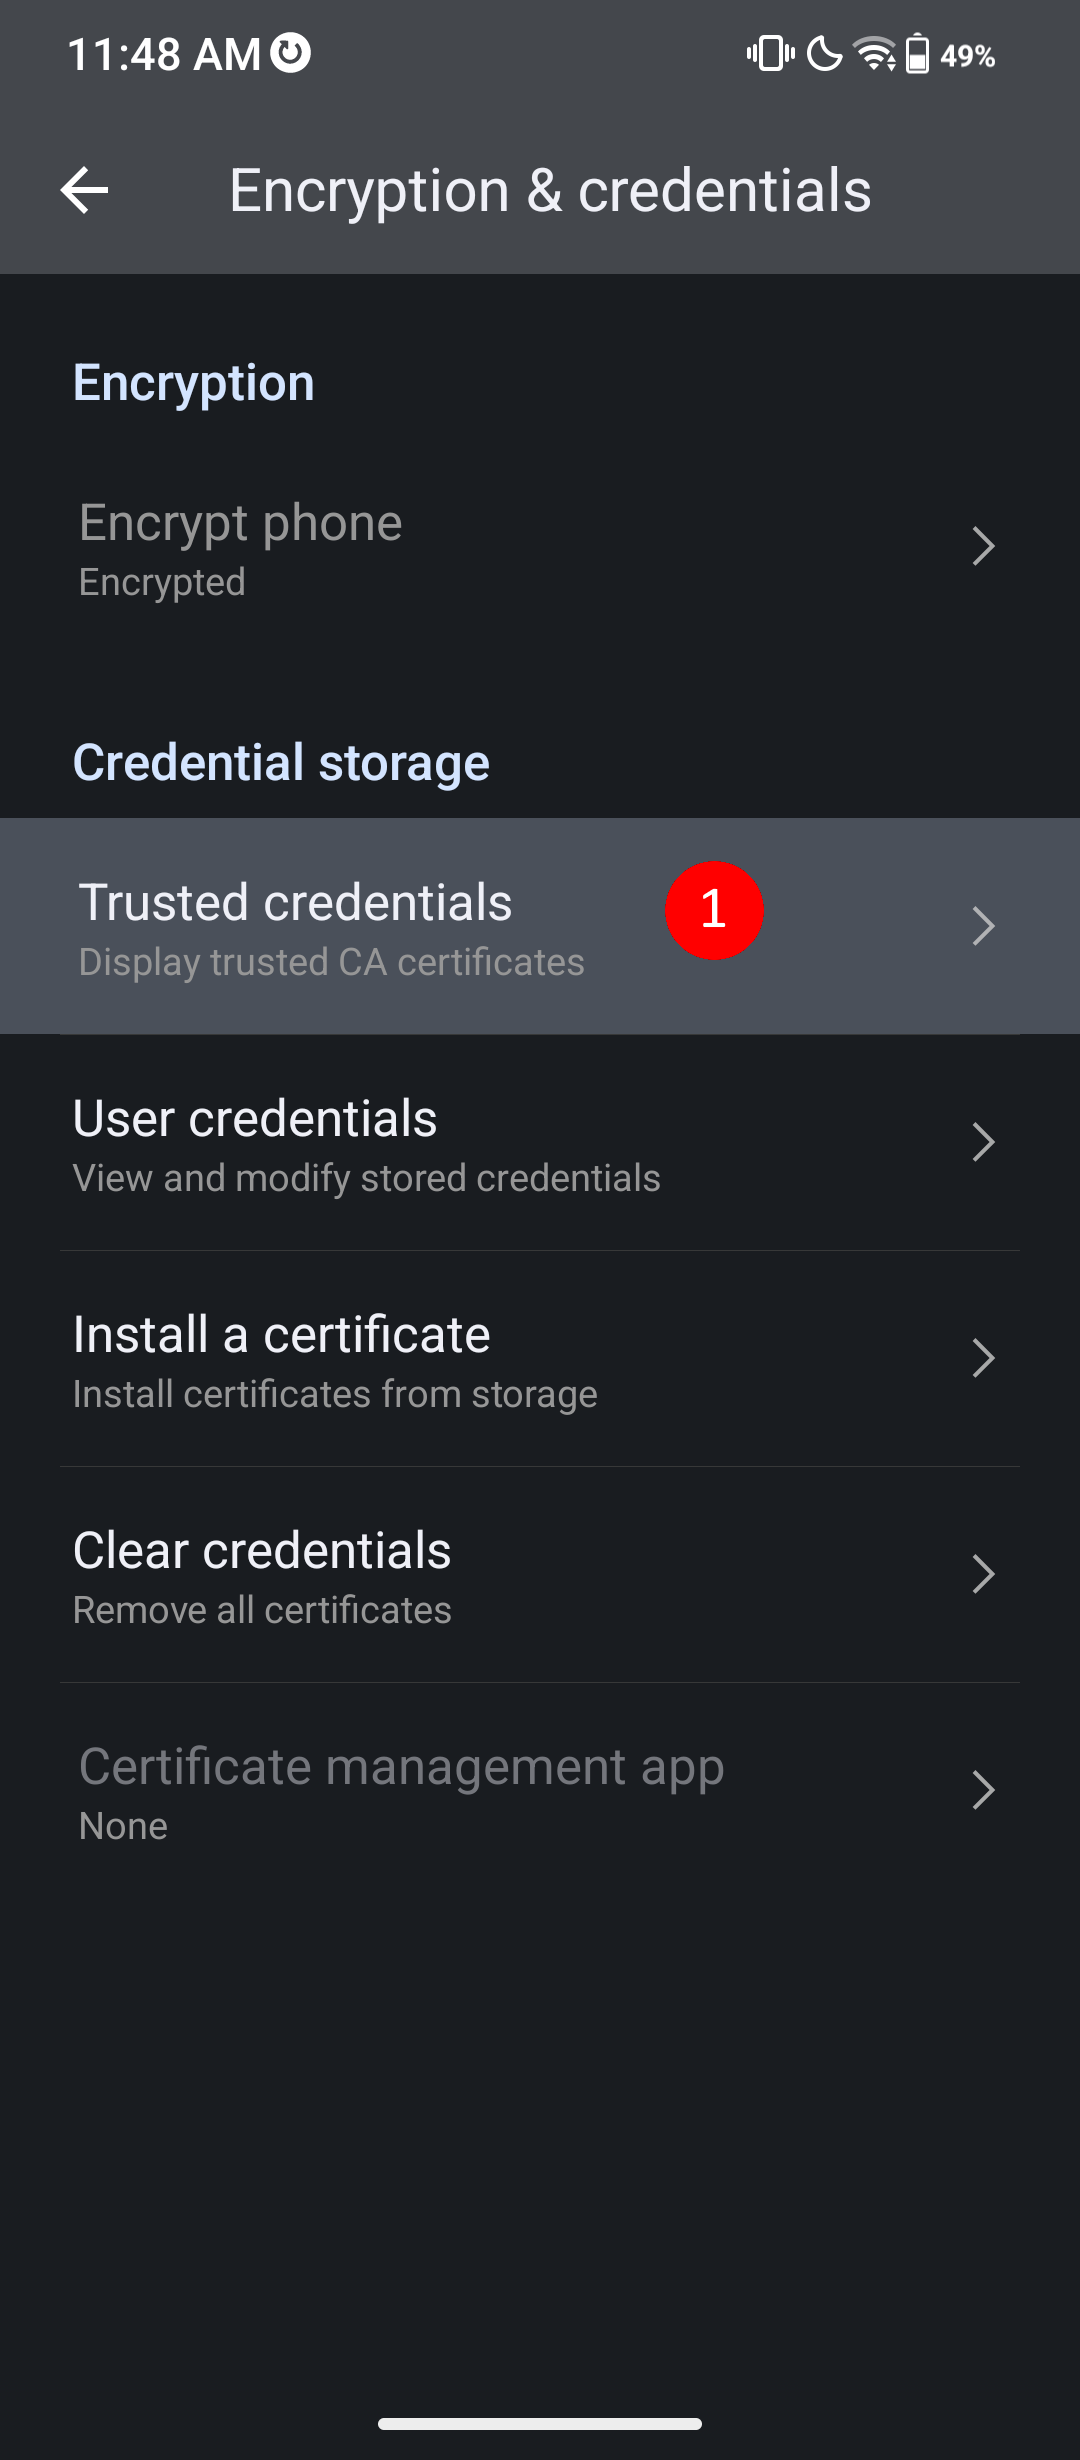 11:48 AM 49%
Encryption & credentials
Encryption
Encrypt phone
Encrypted
Credential storage
Trusted credentials
1
Display trusted CA certificates
User credentials
View and modify stored credentials
Install a certificate
Install certificates from storage
Clear credentials
Remove all certificates
Certificate management app
None